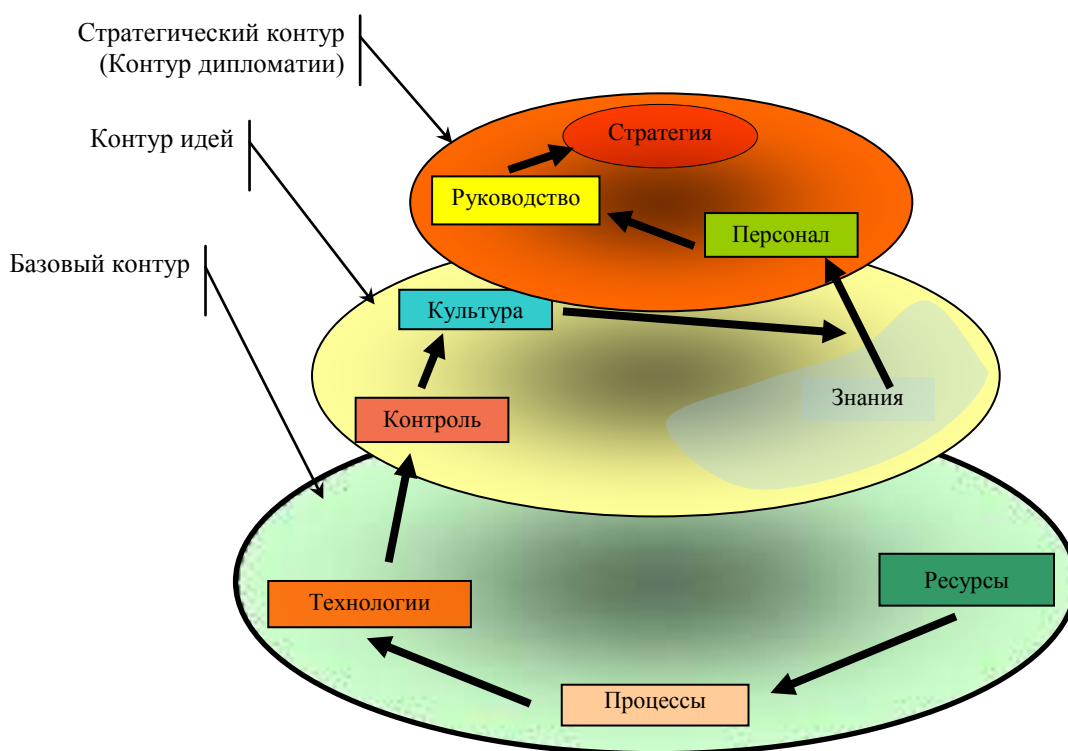 Стратегический контур
(Контур дипломатии)
Контур идей
Базовый контур
Стратегия
Руководство
Персонал
Культура
Знания
Контроль
Ресурсы
Технологии
Процессы